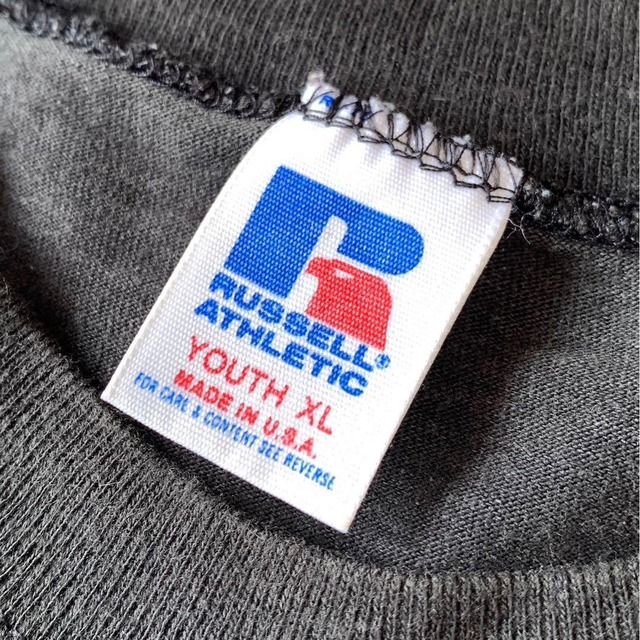 RUSSELL®
ATHLETIC
YOUTH XL
MADE IN U.S.A.
FOR CARE & CONTENT SEE REVERSE